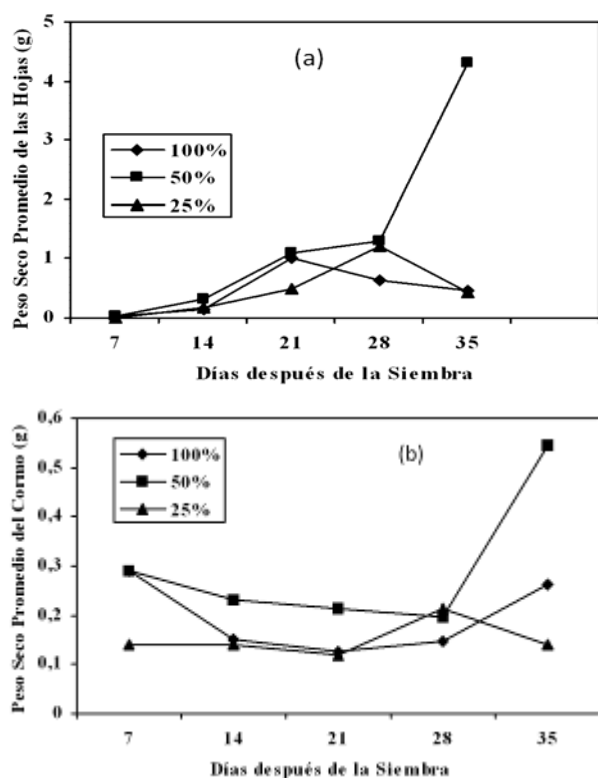 Peso Seco Promedio de las Hojas (g)
5
4
3
2
1
0
(a)
100%
50%
25%
7 14 21 28 35
Días después de la Siembra
Peso Seco Promedio del Cormo (g)
0,6
0,5
0,4
0,3
0,2
0,1
0
(b)
100%
50%
25%
7 14 21 28 35
Días después de la Siembra